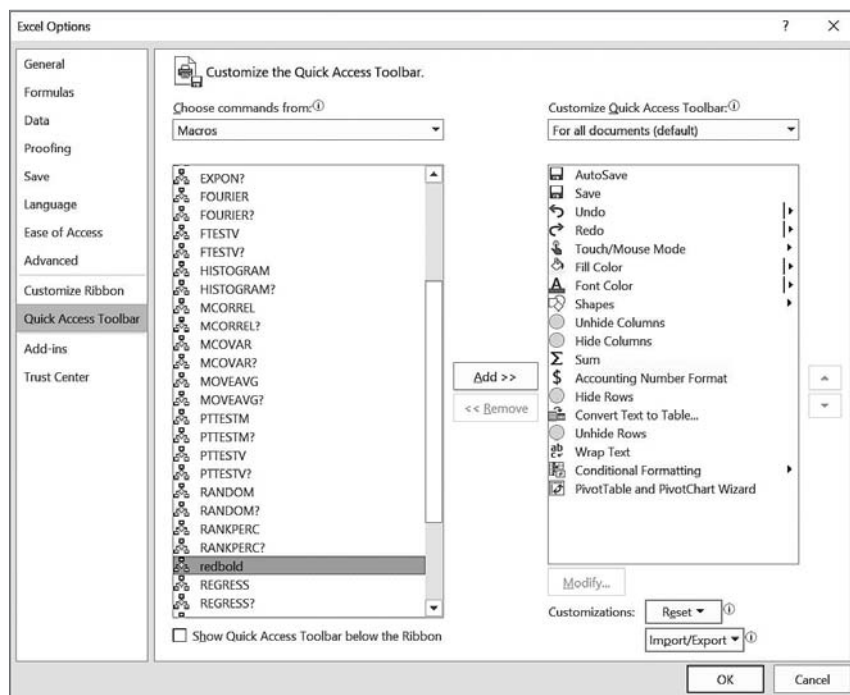 Excel Options
?
General
Formulas
Data
Proofing
Save
Language
Ease of Access
Advanced
Customize Ribbon
Quick Access Toolbar
Add-ins
Trust Center
Customize the Quick Access Toolbar.
Choose commands from:
Macros
EXPON?
FOURIER
FOURIER?
FTESTV
FTESTV?
HISTOGRAM
HISTOGRAM?
MCORREL
MCORREL?
MCOVAR
MCOVAR?
MOVEAVG
MOVEAVG?
PTTESTM
PTTESTM?
PTTESTV
PTTESTV?
RANDOM
RANDOM?
RANKPERC
RANKPERC?
redbold
REGRESS
REGRESS?
Show Quick Access Toolbar below the Ribbon
Add >>
<< Remove
Customize Quick Access Toolbar:
For all documents (default)
AutoSave
Save
Undo
Redo
Touch/Mouse Mode
Fill Color
Font Color
Shapes
Unhide Columns
Hide Columns
Sum
Accounting Number Format
Hide Rows
Convert Text to Table...
Unhide Rows
Wrap Text
Conditional Formatting
PivotTable and PivotChart Wizard
Modify...
Customizations:
Reset
Import/Export
OK
Cancel